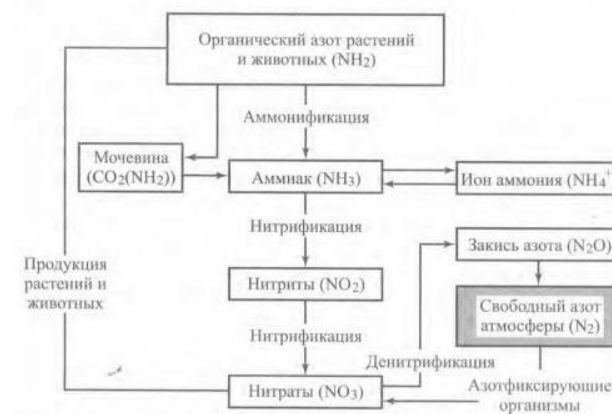 Органический азот растений
и животных (NH₂)
Аммонификация
Мочевина
(CO₂(NH₂))
Аммиак (NH₃)
Ион аммония (NH₄⁺
Нитрификация
Закись азота (N₂O)
Продукция
растений и
животных
Нитриты (NO₂)
Свободный азот
атмосферы (N₂)
Нитрификация
Денитрификация
Нитраты (NO₃)
Азотфиксирующие
организмы